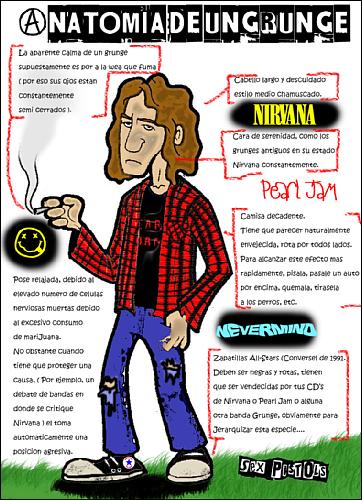 ANATOMIA DE UN GRUNGE
La aparente calma de un grunge
supuestamente es por a la wea que fuma
( por eso sus ojos estan
constantemente
semi cerrados ).
Cabello largo y descuidado
estilo medio chamuscado.
NIRVANA
Cara de serenidad, como los
grunges antiguos en su estado
Nirvana constantemente.
Pearl Jam
Camisa decadente.
Tiene que parecer naturalmente
envejecida, rota por todos lados.
Para alcanzar este efecto mas
rapidamente, pisala, pasale un auto
por encima, quemala, tirasela
a los perros, etc.
NEVERMIND
Pose relajada, debido al
elevado numero de celulas
nerviosas muertas debido
al excesivo consumo
de mariJuana.
No obstante cuando
tiene que proteger una
causa, ( Por ejemplo, un
debate de bandas en
donde se critique
Nirvana ) el toma
automaticamente una
posicion agresiva.
Zapatillas All-Stars (Converse) de 1991.
Deben ser negras y rotas, tienen
que ser vendecidas por tus CD's
de Nirvana o Pearl Jam o alguna
otra banda Grunge, obviamente para
Jerarquizar esta especie....
SEX PISTOLS